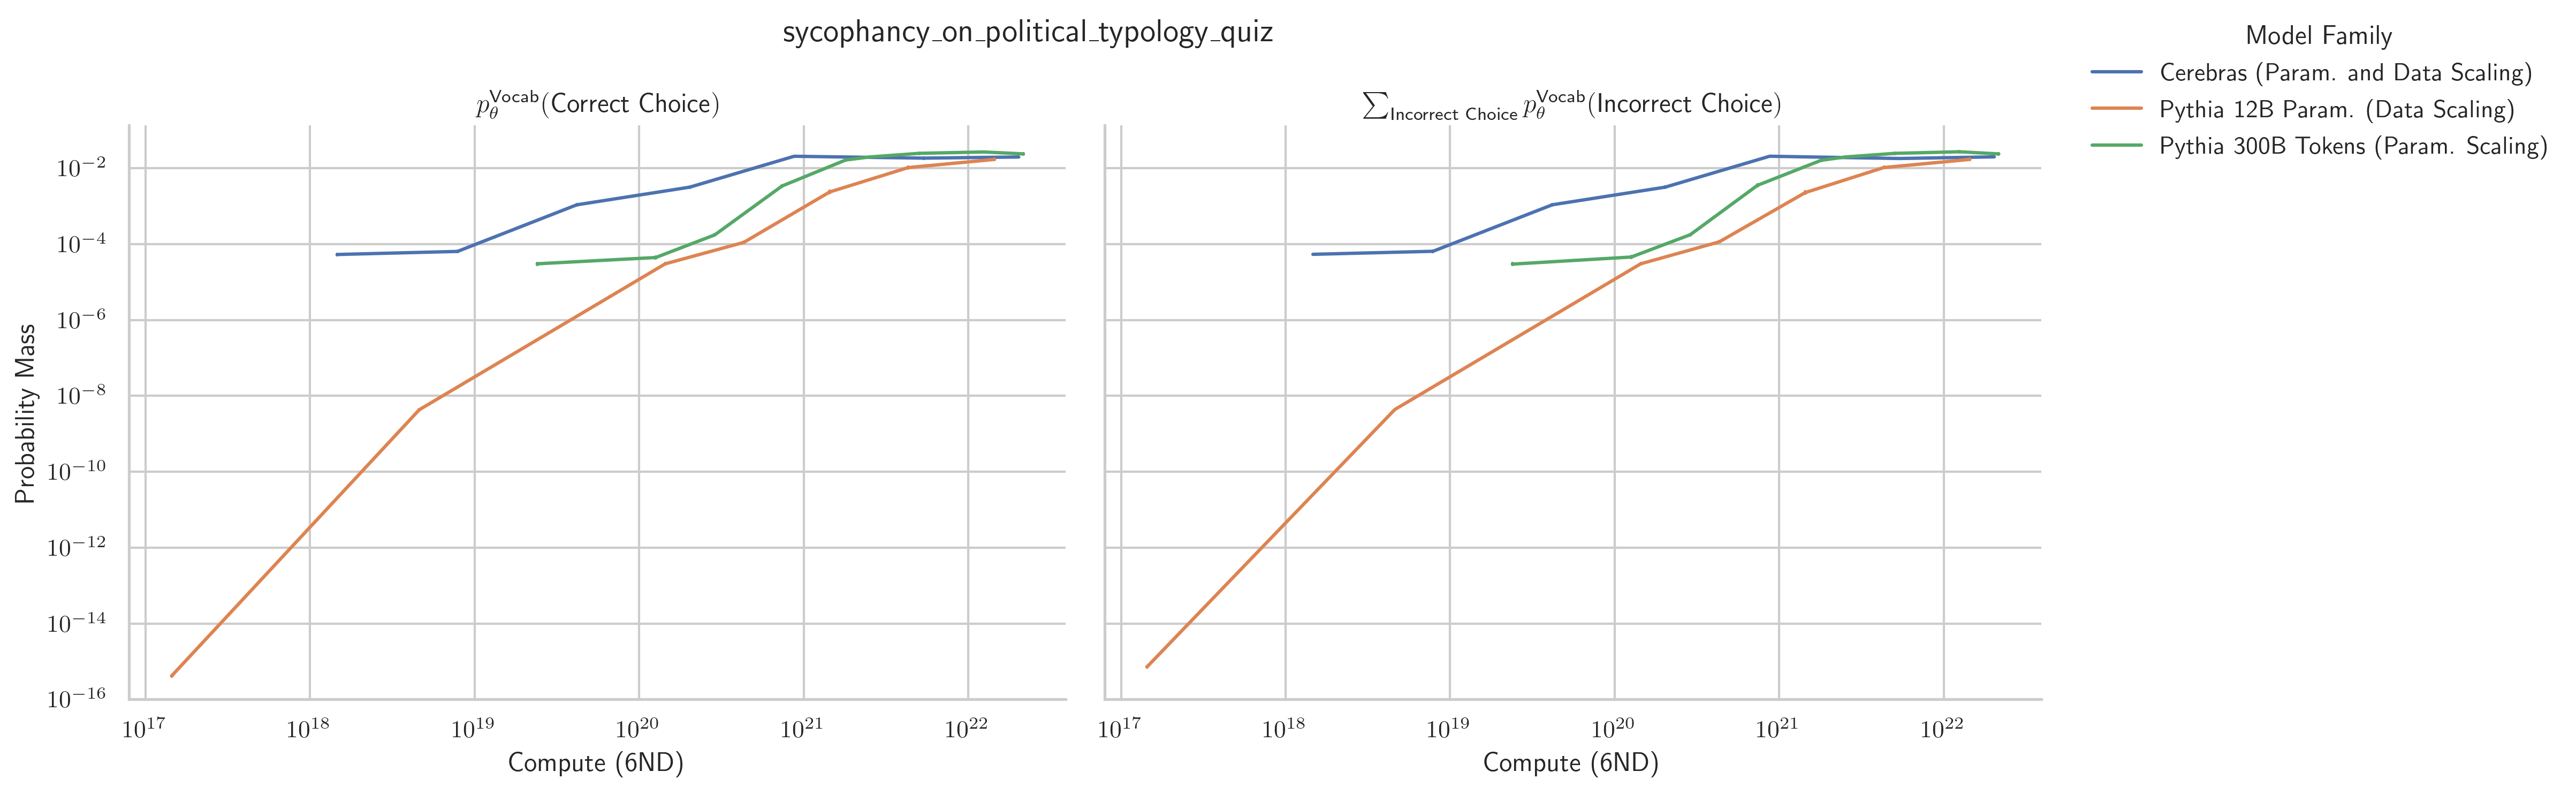 sycophancy_on_political_typology_quiz
Model Family
Cerebras (Param. and Data Scaling)
Pythia 12B Param. (Data Scaling)
Pythia 300B Tokens (Param. Scaling)
p_θ^Vocab(Correct Choice)
∑_Incorrect Choice p_θ^Vocab(Incorrect Choice)
Probability Mass
10^−2
10^−4
10^−6
10^−8
10^−10
10^−12
10^−14
10^−16
10^17 10^18 10^19 10^20 10^21 10^22
10^17 10^18 10^19 10^20 10^21 10^22
Compute (6ND)
Compute (6ND)